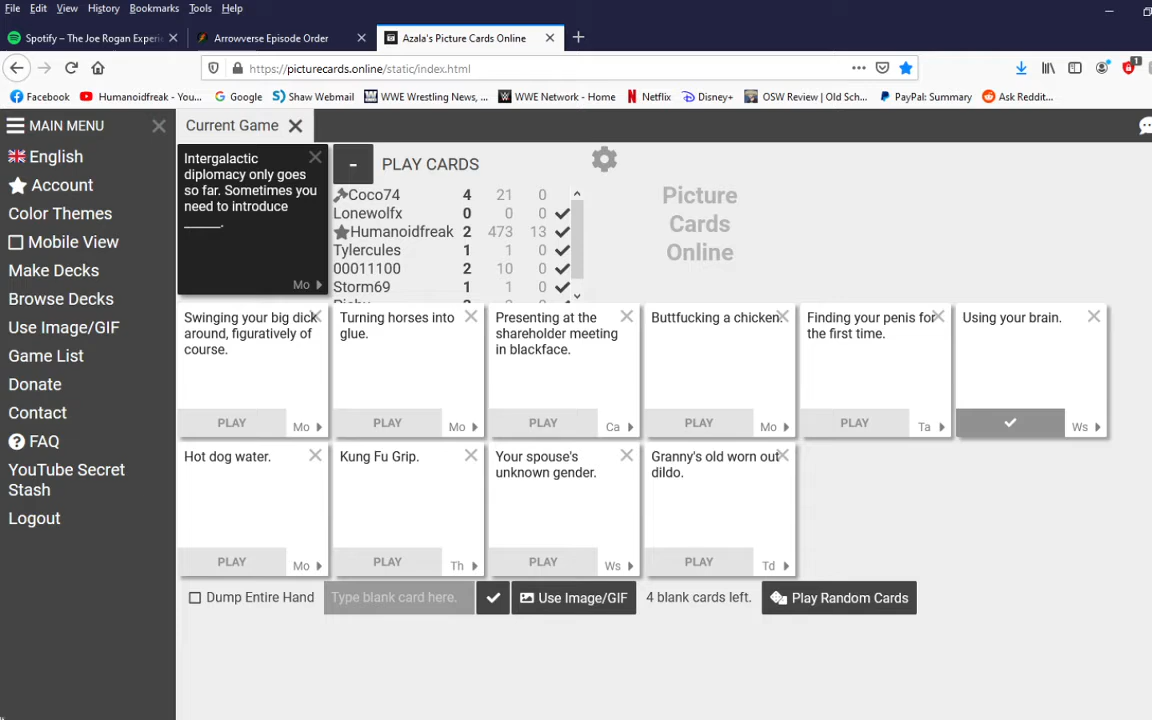 File Edit View History Bookmarks Tools Help
Spotify – The Joe Rogan Experi
Arrowverse Episode Order
Azala's Picture Cards Online
https://picturecards.online/static/index.html
1
Facebook
Humanoidfreak - You...
Google
Shaw Webmail
WWE Wrestling News, ...
WWE Network - Home
Netflix
Disney+
OSW Review | Old Sch...
PayPal: Summary
Ask Reddit...
MAIN MENU
English
Account
Color Themes
Mobile View
Make Decks
Browse Decks
Use Image/GIF
Game List
Donate
Contact
FAQ
YouTube Secret
Stash
Logout
Current Game
Intergalactic
diplomacy only goes
so far. Sometimes you
need to introduce
_____.
Mo
- PLAY CARDS
Coco74 4 21 0
Lonewolfx 0 0 0
Humanoidfreak 2 473 13
Tylercules 1 1 0
00011100 2 10 0
Storm69 1 1 0
Picture
Cards
Online
Swinging your big dick
around, figuratively of
course.
PLAY Mo
Turning horses into
glue.
PLAY Mo
Presenting at the
shareholder meeting
in blackface.
PLAY Ca
Buttfucking a chicken.
PLAY Mo
Finding your penis for
the first time.
PLAY Ta
Using your brain.
Ws
Hot dog water.
PLAY Mo
Kung Fu Grip.
PLAY Th
Your spouse's
unknown gender.
PLAY Ws
Granny's old worn out
dildo.
PLAY Td
Dump Entire Hand
Type blank card here.
Use Image/GIF
4 blank cards left.
Play Random Cards